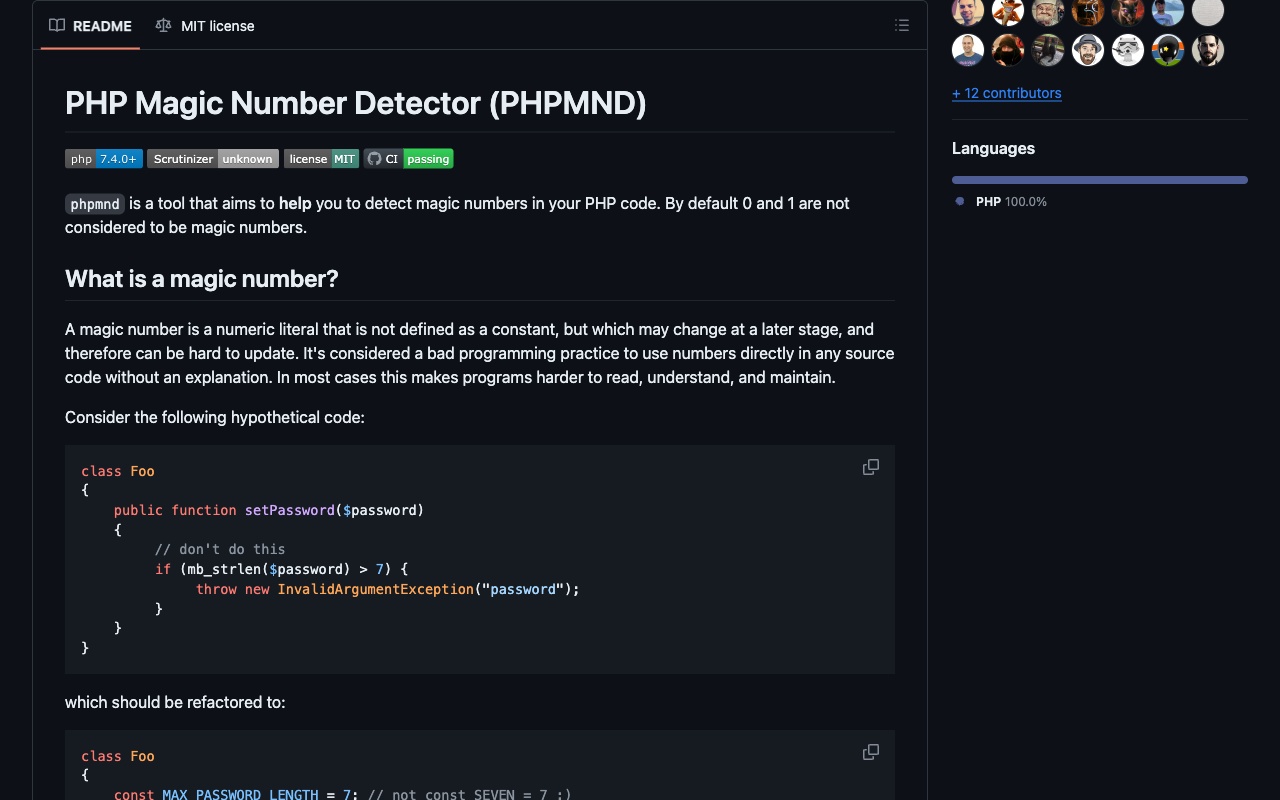 README
MIT license
PHP Magic Number Detector (PHPMND)
php 7.4.0+ Scrutinizer unknown license MIT CI passing
phpmnd is a tool that aims to help you to detect magic numbers in your PHP code. By default 0 and 1 are not
considered to be magic numbers.
What is a magic number?
A magic number is a numeric literal that is not defined as a constant, but which may change at a later stage, and
therefore can be hard to update. It's considered a bad programming practice to use numbers directly in any source
code without an explanation. In most cases this makes programs harder to read, understand, and maintain.
Consider the following hypothetical code:
class Foo
{
    public function setPassword($password)
    {
         // don't do this
         if (mb_strlen($password) > 7) {
              throw new InvalidArgumentException("password");
         }
    }
}
which should be refactored to:
class Foo
{
    const MAX_PASSWORD_LENGTH = 7; // not const SEVEN = 7 :)
+ 12 contributors
Languages
PHP 100.0%